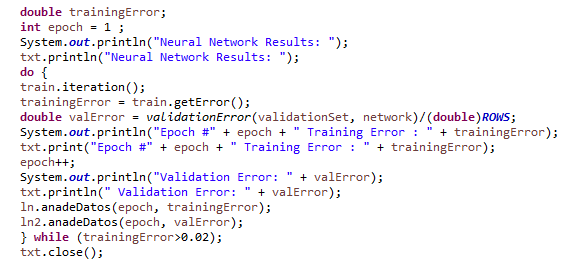 double trainingError;
int epoch = 1 ;
System.out.println("Neural Network Results: ");
txt.println("Neural Network Results: ");
do {
train.iteration();
trainingError = train.getError();
double valError = validationError(validationSet, network)/(double)ROWS;
System.out.println("Epoch #" + epoch + " Training Error : " + trainingError);
txt.print("Epoch #" + epoch + " Training Error : " + trainingError);
epoch++;
System.out.println("Validation Error: " + valError);
txt.println(" Validation Error: " + valError);
ln.anadeDatos(epoch, trainingError);
ln2.anadeDatos(epoch, valError);
} while (trainingError>0.02);
txt.close();